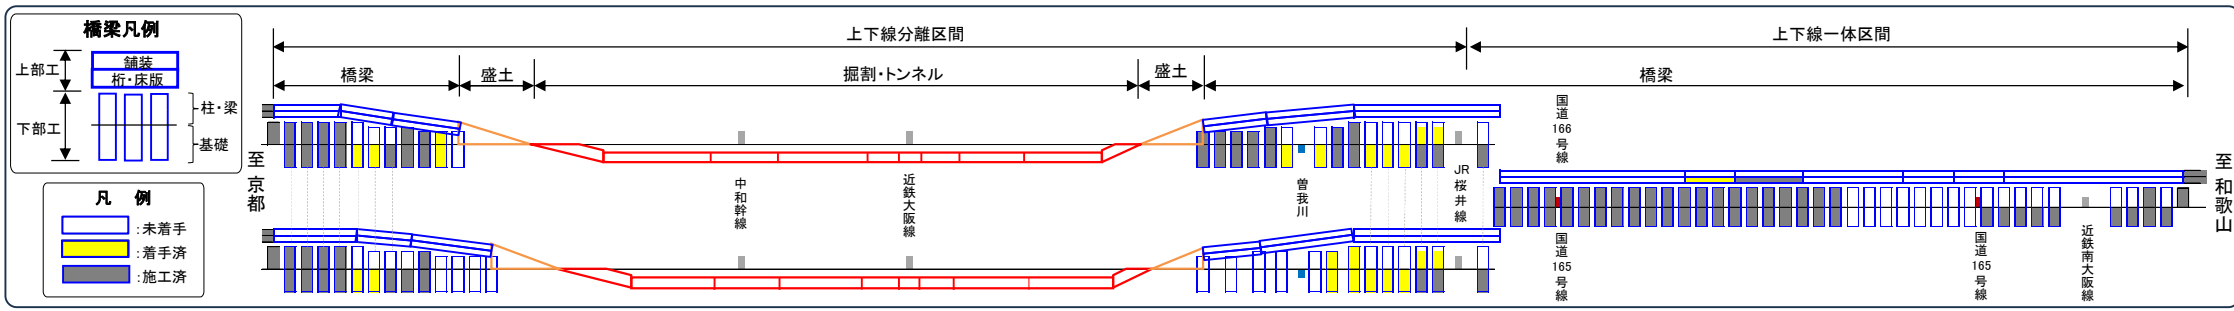 橋梁凡例
上部工
舗装
桁・床版
下部工
柱・梁
基礎
凡 例
:未着手
:着手済
:施工済
上下線分離区間
上下線一体区間
橋梁
盛土
掘割・トンネル
盛土
橋梁
至京都
中和幹線
近鉄大阪線
曽我川
JR桜井線
国道166号線
国道165号線
国道165号線
近鉄南大阪線
至和歌山